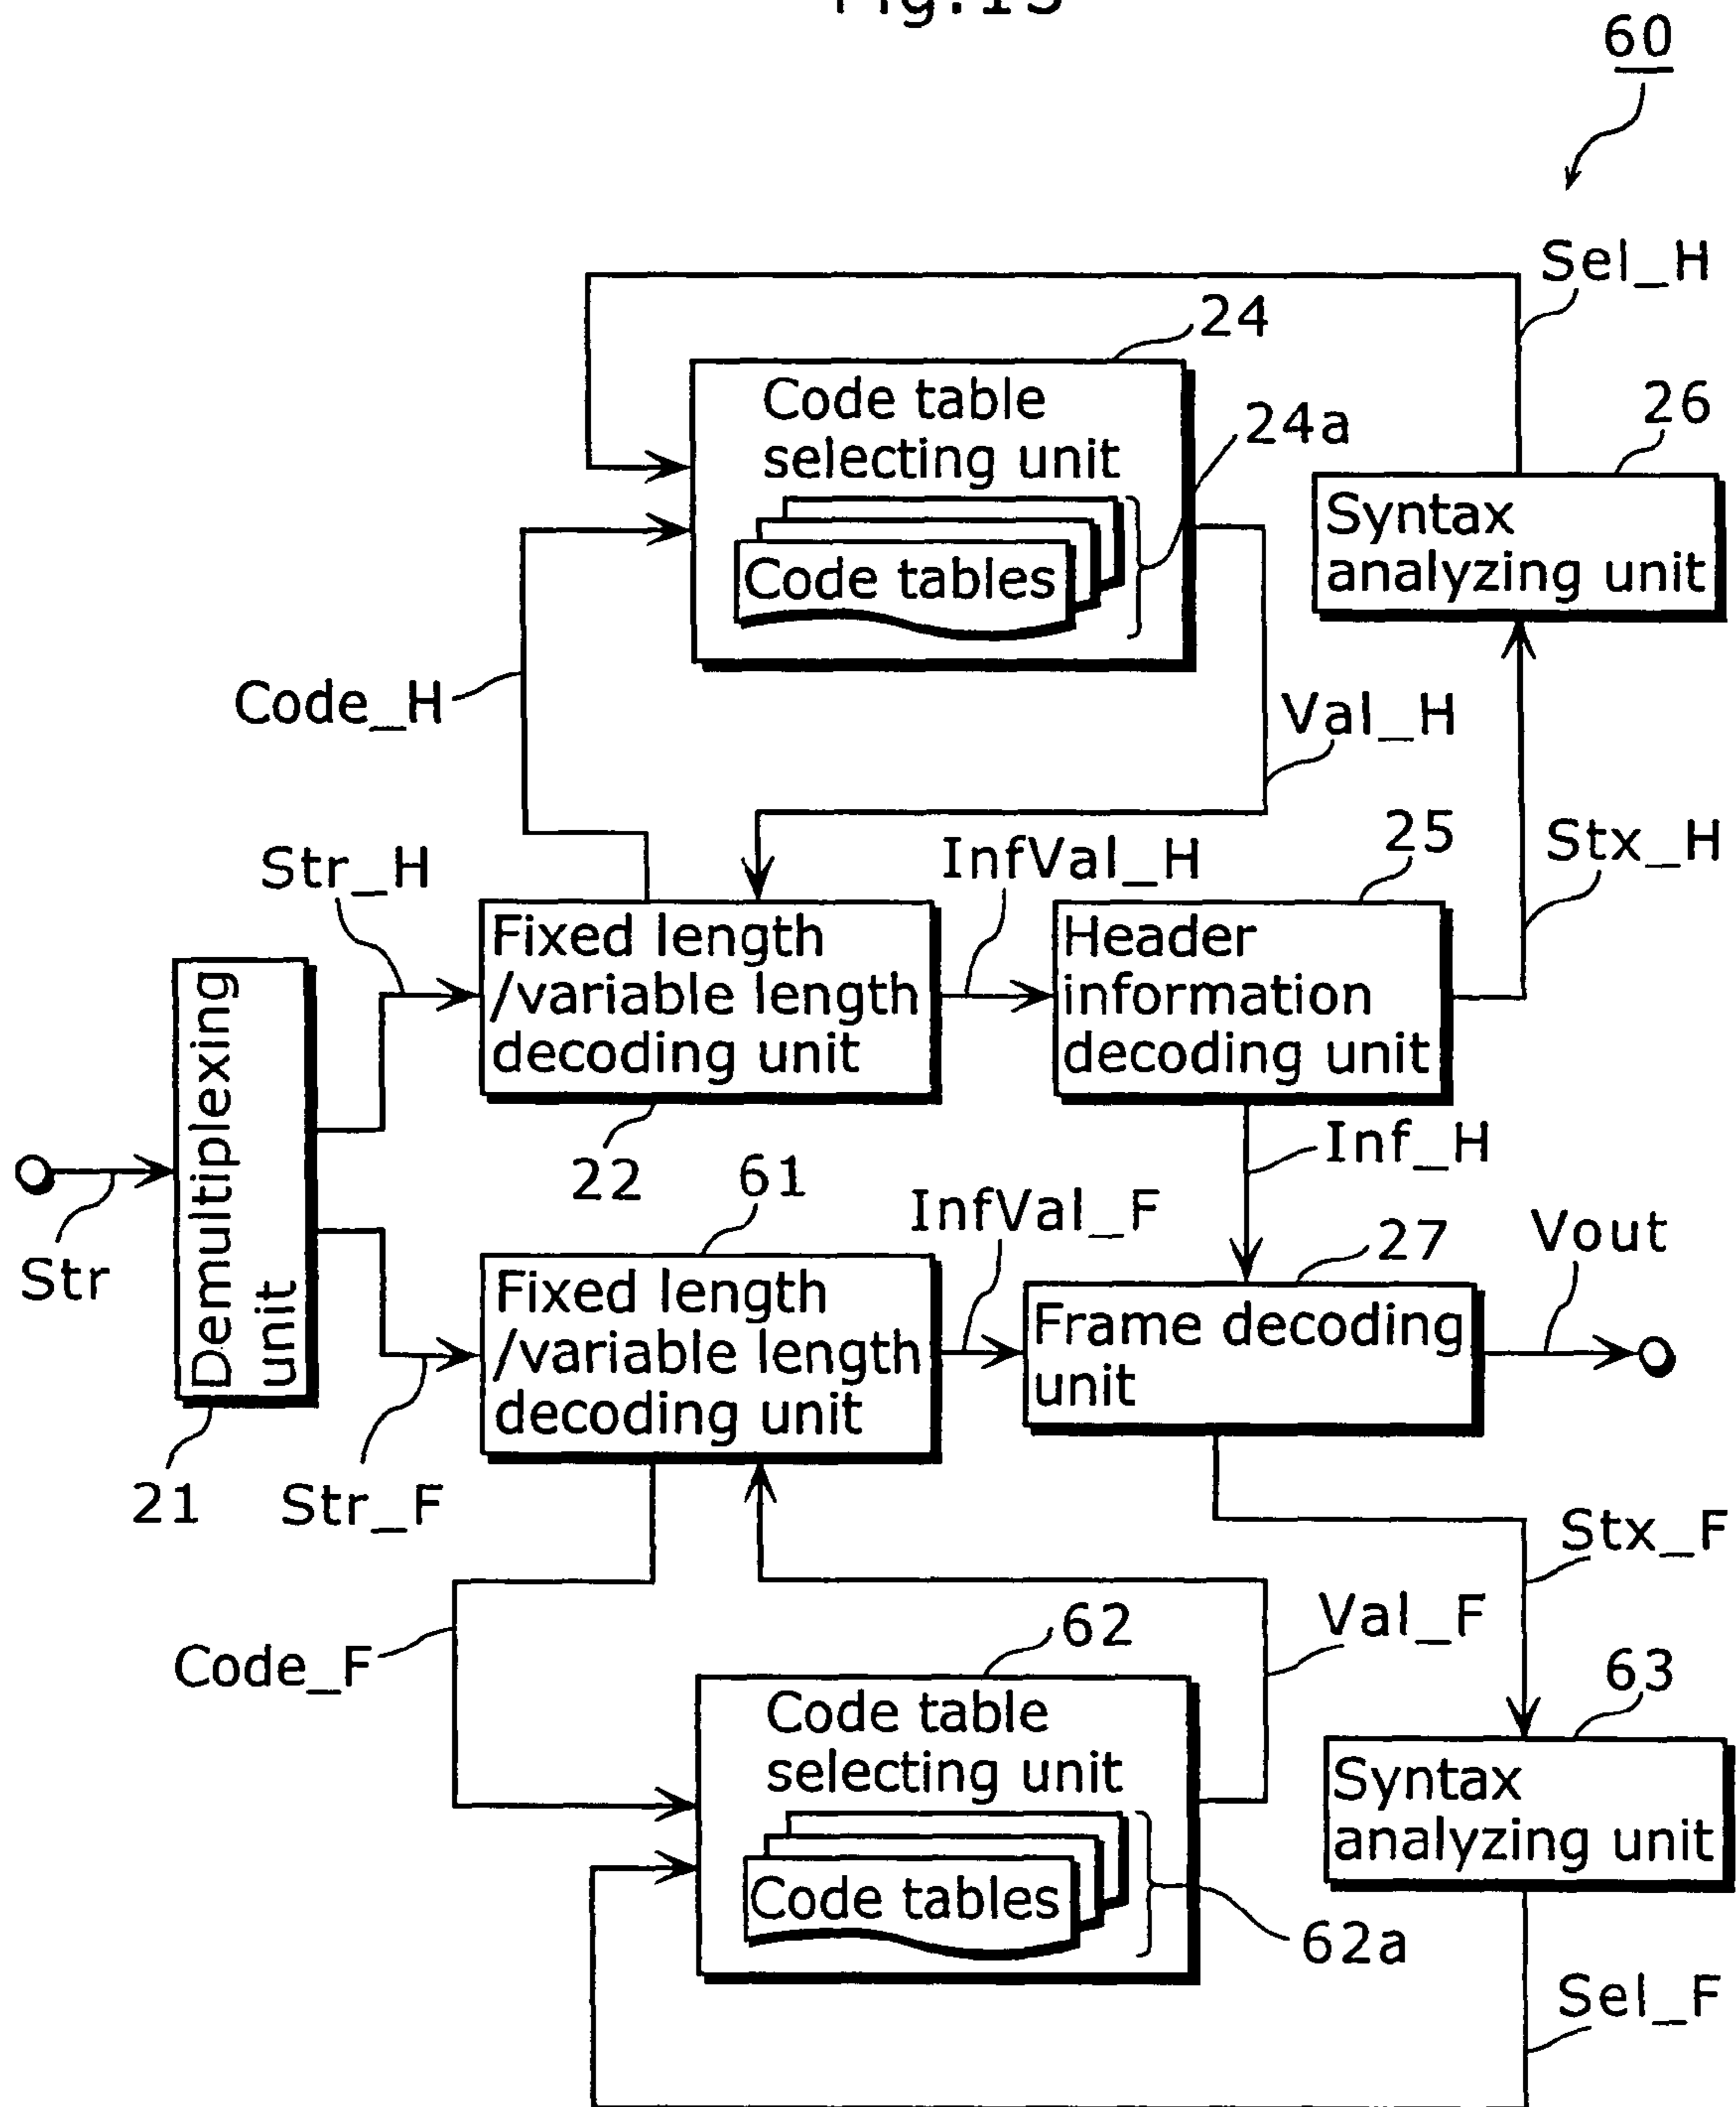 Fig.13
60
Sel_H
24
Code table
selecting unit
24a
26
Syntax
analyzing unit
Code tables
Code_H
Val_H
Str_H
InfVal_H
25
Stx_H
Fixed length
/variable length
decoding unit
Header
information
decoding unit
Demultiplexing
unit
22
Inf_H
61
InfVal_F
27
Vout
Str
Fixed length
/variable length
decoding unit
Frame decoding
unit
21
Str_F
Stx_F
Code_F
62
Val_F
63
Code table
selecting unit
Syntax
analyzing unit
Code tables
62a
Sel_F